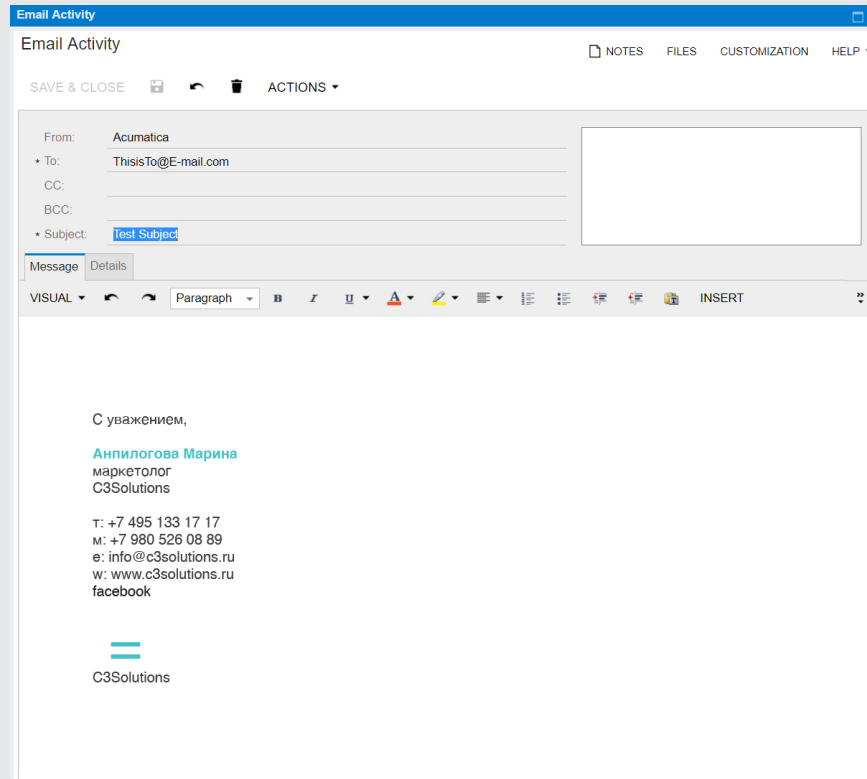 Email Activity
Email Activity
NOTES FILES CUSTOMIZATION HELP
SAVE & CLOSE ACTIONS
From: Acumatica
* To: ThisisTo@E-mail.com
CC:
BCC:
* Subject: Test Subject
Message Details
VISUAL Paragraph B I U A INSERT
С уважением,
Анпилогова Марина
маркетолог
C3Solutions
т: +7 495 133 17 17
м: +7 980 526 08 89
e: info@c3solutions.ru
w: www.c3solutions.ru
facebook
C3Solutions